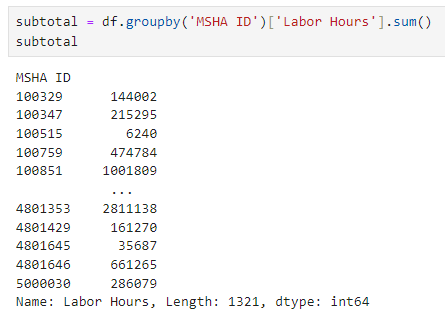 subtotal = df.groupby('MSHA ID')['Labor Hours'].sum()
subtotal
MSHA ID
100329      144002
100347      215295
100515        6240
100759      474784
100851     1001809
            ...
4801353    2811138
4801429     161270
4801645      35687
4801646     661265
5000030     286079
Name: Labor Hours, Length: 1321, dtype: int64